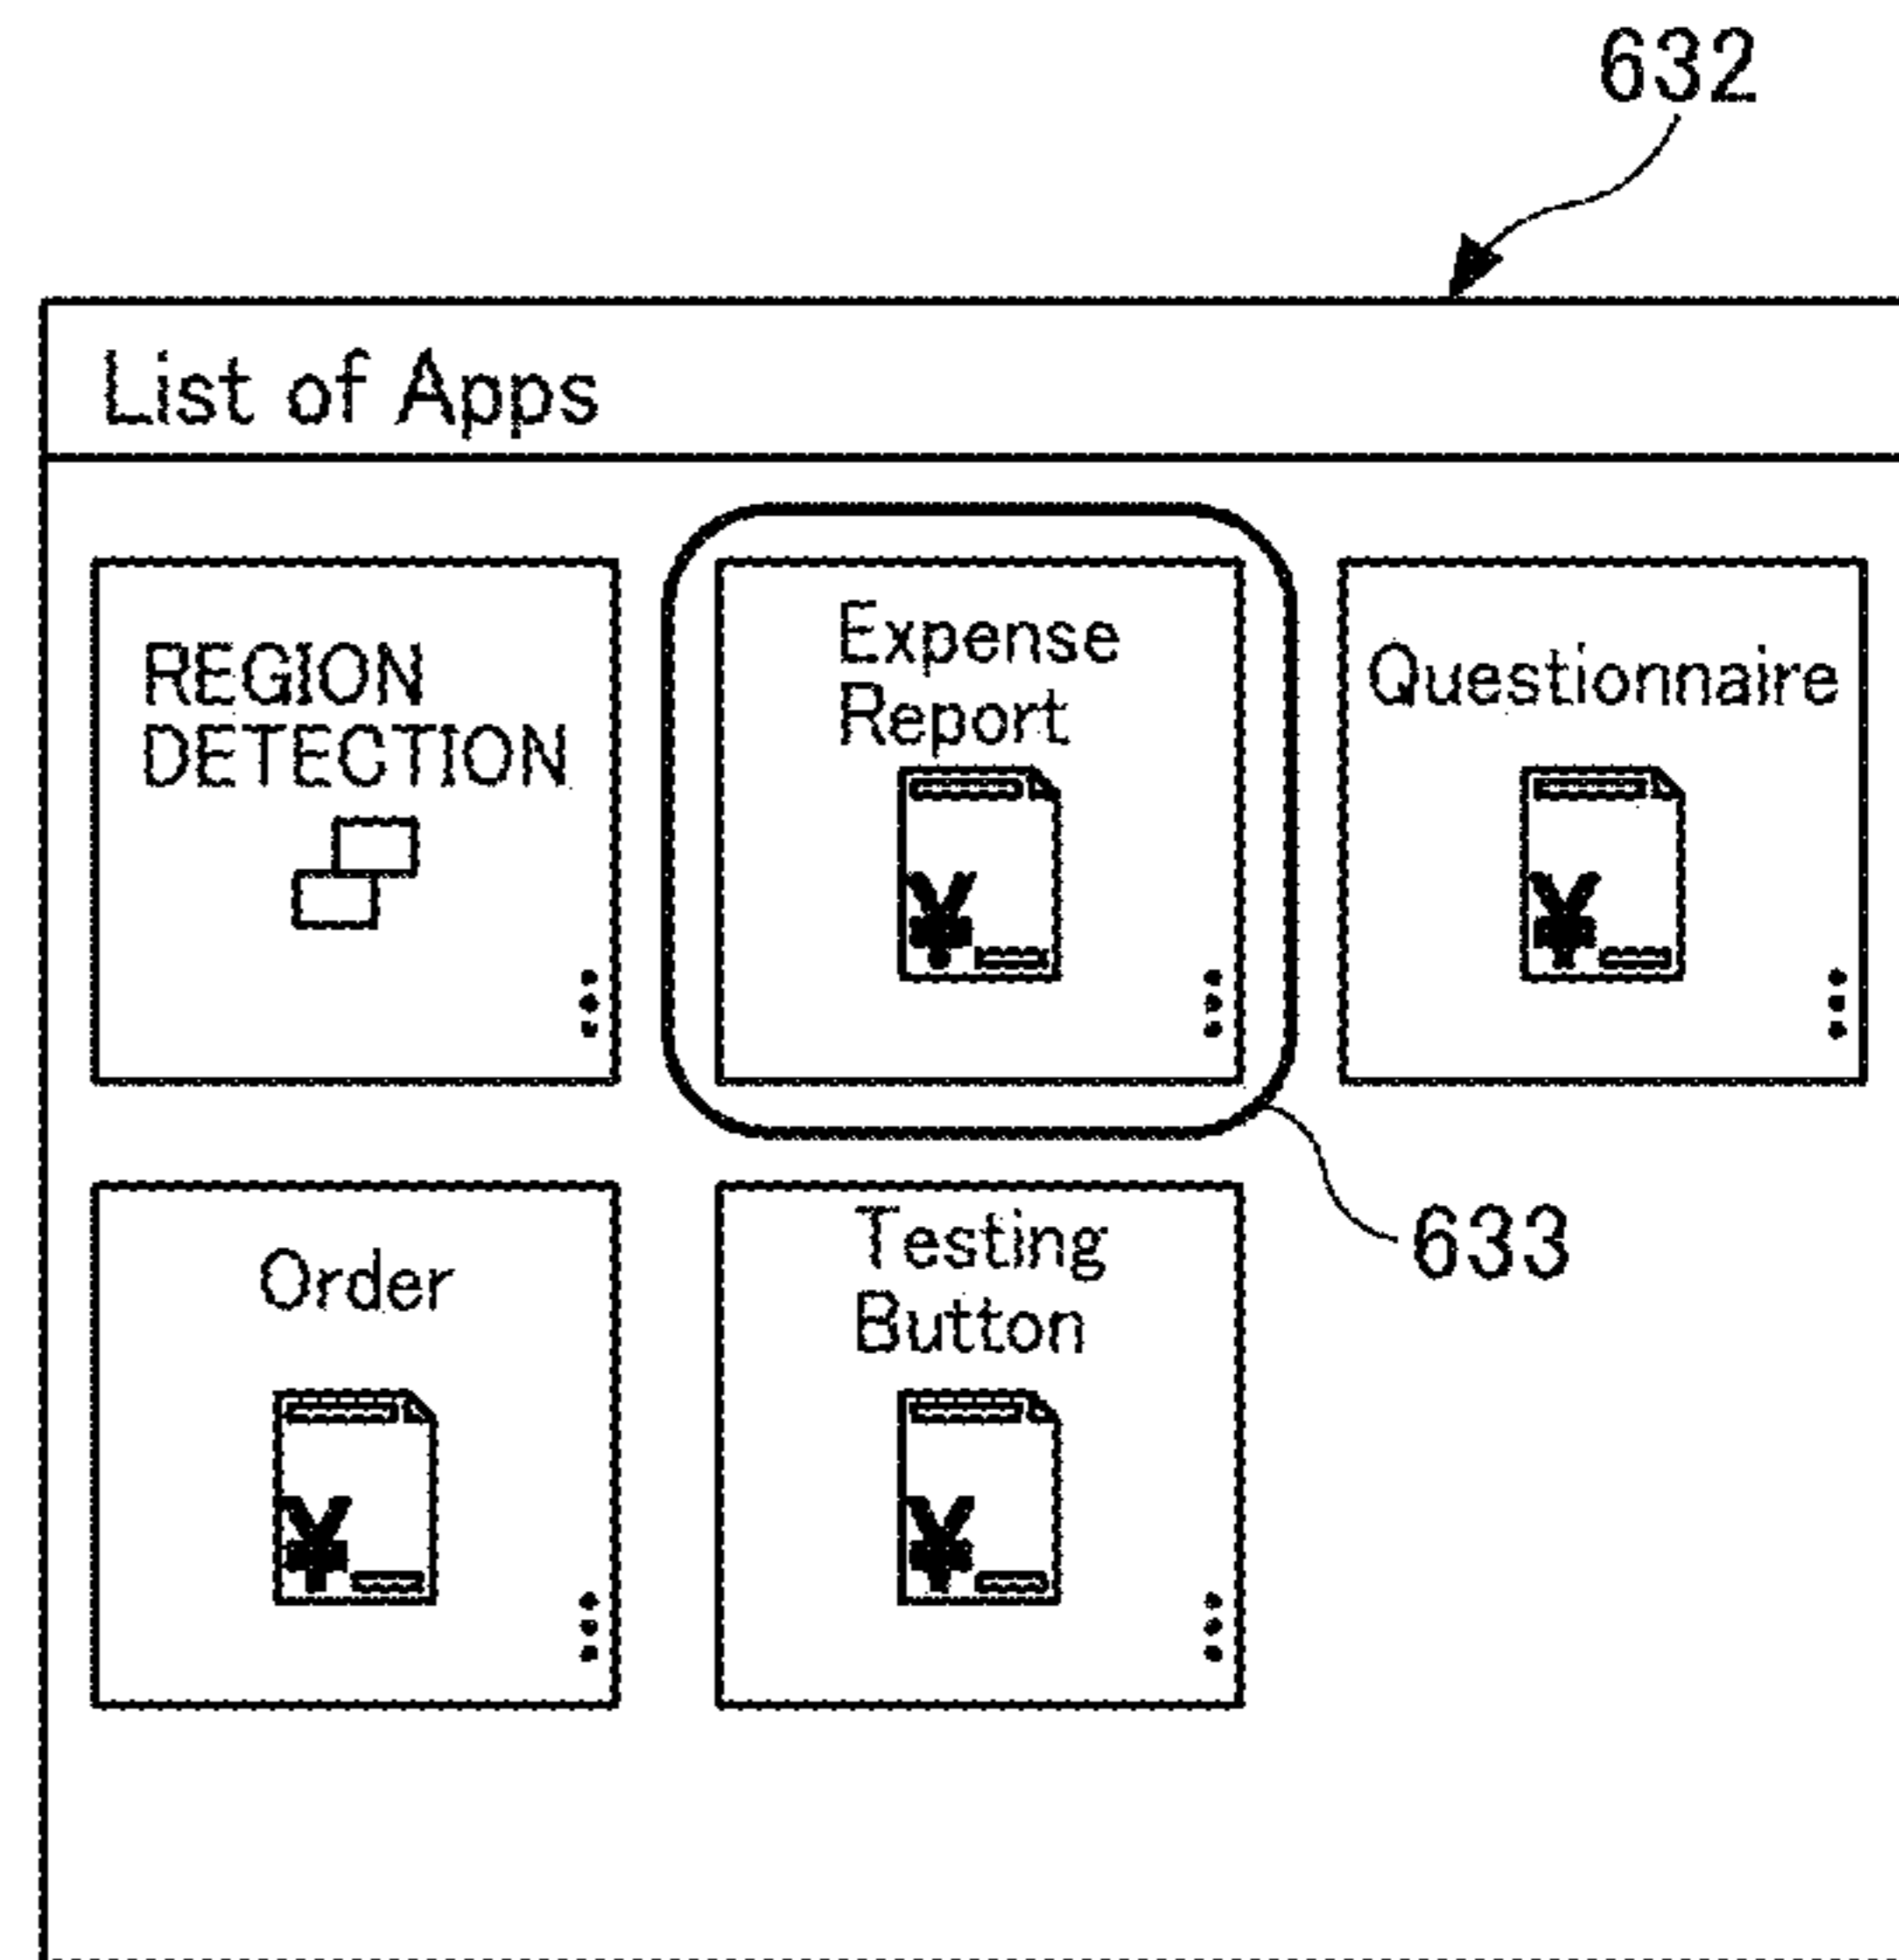 632
List of Apps
REGION
DETECTION
Expense
Report
¥
Questionnaire
¥
633
Order
¥
Testing
Button
¥